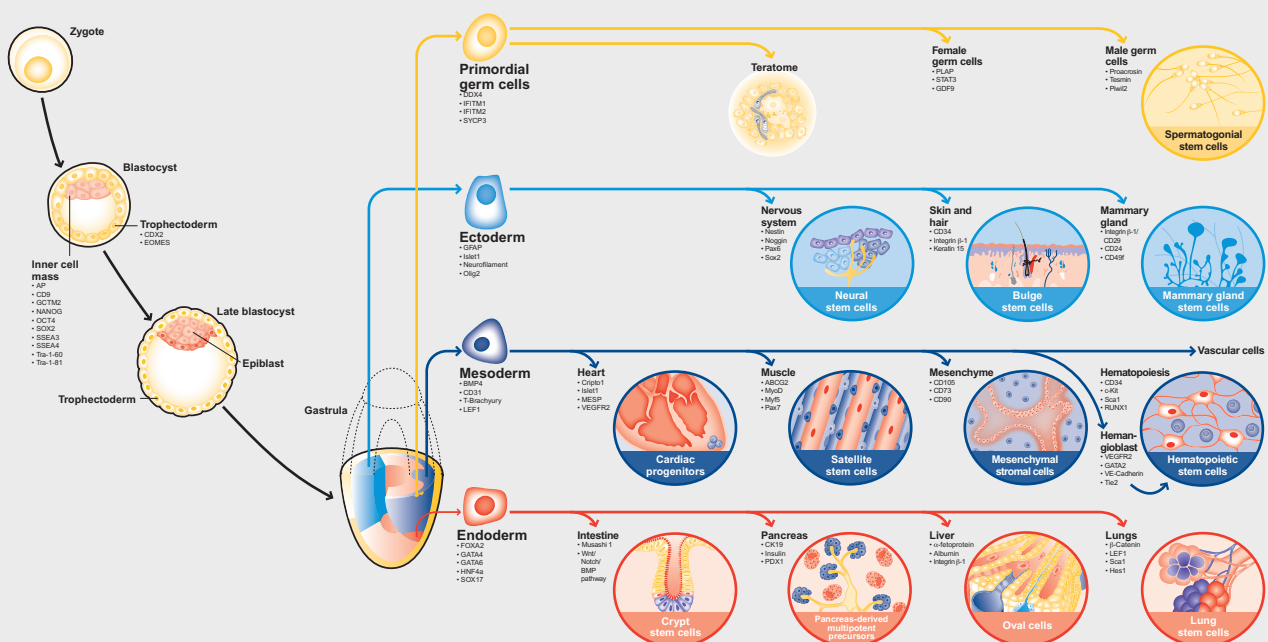 Zygote
Blastocyst
Trophectoderm
• CDX2
• EOMES
Inner cell
mass
• AP
• CD9
• GCTM2
• NANOG
• OCT4
• SOX2
• SSEA3
• SSEA4
• Tra-1-60
• Tra-1-81
Late blastocyst
Epiblast
Trophectoderm
Gastrula
Primordial
germ cells
• DDX4
• IFITM1
• IFITM2
• SYCP3
Teratome
Female
germ cells
• PLAP
• STAT3
• GDF9
Male germ
cells
• Proacrosin
• Tesmin
• Piwil2
Spermatogonial
stem cells
Ectoderm
• GFAP
• Islet1
• Neurofilament
• Olig2
Nervous
system
• Nestin
• Noggin
• Pax6
• Sox2
Neural
stem cells
Skin and
hair
• CD34
• Integrin β-1
• Keratin 15
Bulge
stem cells
Mammary
gland
• Integrin β-1/
CD29
• CD24
• CD49f
Mammary gland
stem cells
Mesoderm
• BMP4
• CD31
• T-Brachyury
• LEF1
Heart
• Cripto1
• Islet1
• MESP
• VEGFR2
Cardiac
progenitors
Muscle
• ABCG2
• MyoD
• Myf5
• Pax7
Satellite
stem cells
Mesenchyme
• CD105
• CD73
• CD90
Mesenchymal
stromal cells
Vascular cells
Hematopoiesis
• CD34
• c-Kit
• Sca1
• RUNX1
Heman-
gioblast
• VEGFR2
• GATA2
• VE-Cadherin
• Tie2
Hematopoietic
stem cells
Endoderm
• FOXA2
• GATA4
• GATA6
• HNF4a
• SOX17
Intestine
• Musashi 1
• Wnt/
Notch/
BMP
pathway
Crypt
stem cells
Pancreas
• CK19
• Insulin
• PDX1
Pancreas-derived
multipotent
precursors
Liver
• α-fetoprotein
• Albumin
• Integrin β-1
Oval cells
Lungs
• β-Catenin
• LEF1
• Sca1
• Hes1
Lung
stem cells